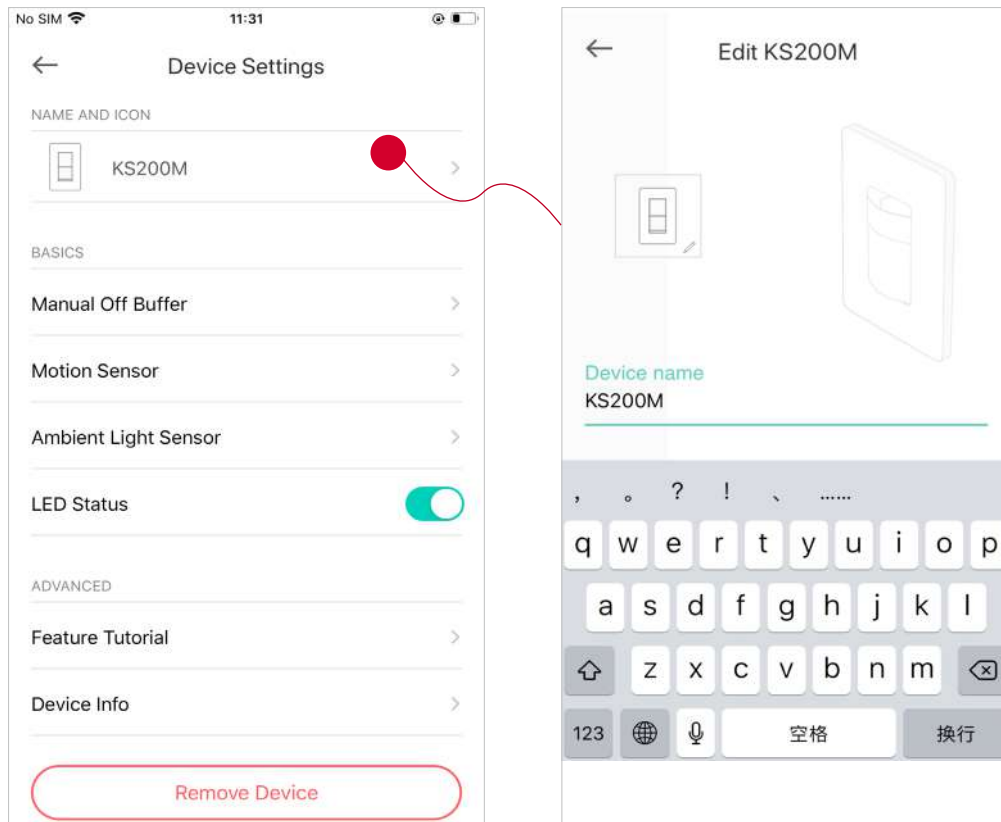 No SIM 11:31
Device Settings
NAME AND ICON
KS200M
BASICS
Manual Off Buffer
Motion Sensor
Ambient Light Sensor
LED Status
ADVANCED
Feature Tutorial
Device Info
Remove Device
Edit KS200M
Device name
KS200M
， 。 ? ! 、 ……
q w e r t y u i o p
a s d f g h j k l
z x c v b n m
123 空格 换行